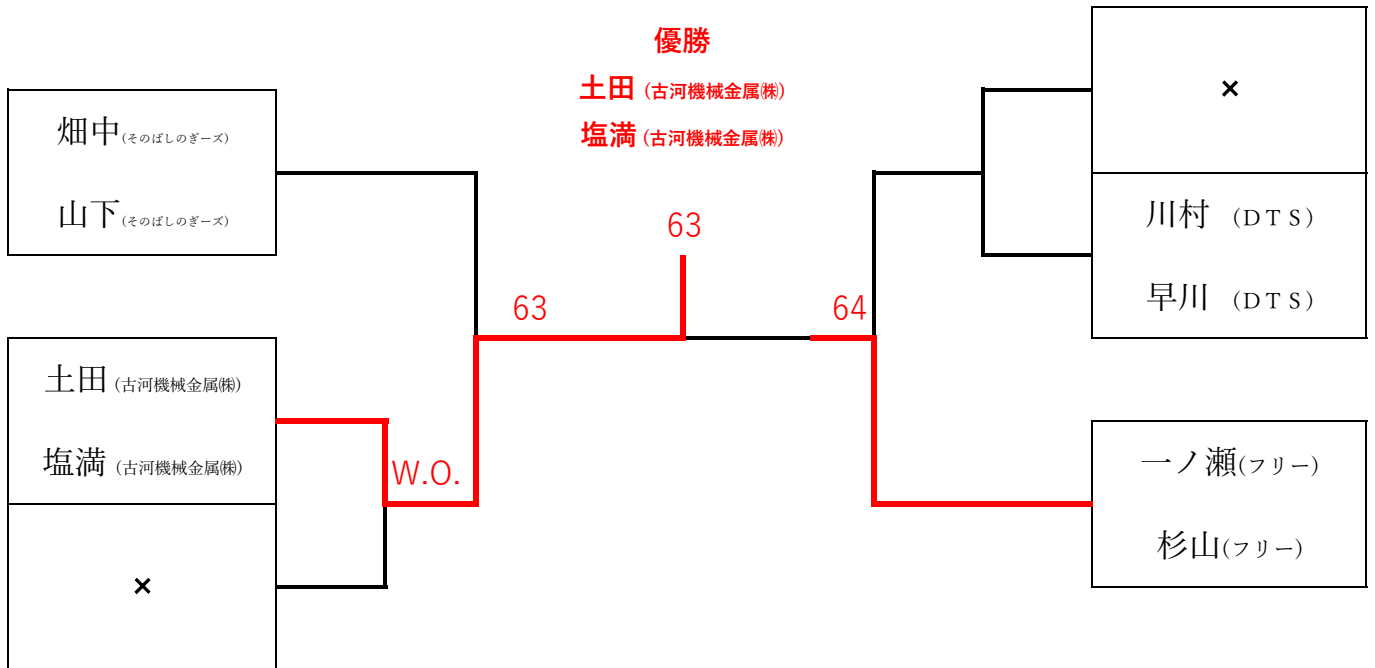 優勝
土田 (古河機械金属㈱)
塩満 (古河機械金属㈱)
畑中(そのばしのぎーズ)
山下(そのばしのぎーズ)
土田 (古河機械金属㈱)
塩満 (古河機械金属㈱)
×
W.O.
63
63
64
×
川村 (ＤＴＳ)
早川 (ＤＴＳ)
一ノ瀬(フリー)
杉山(フリー)